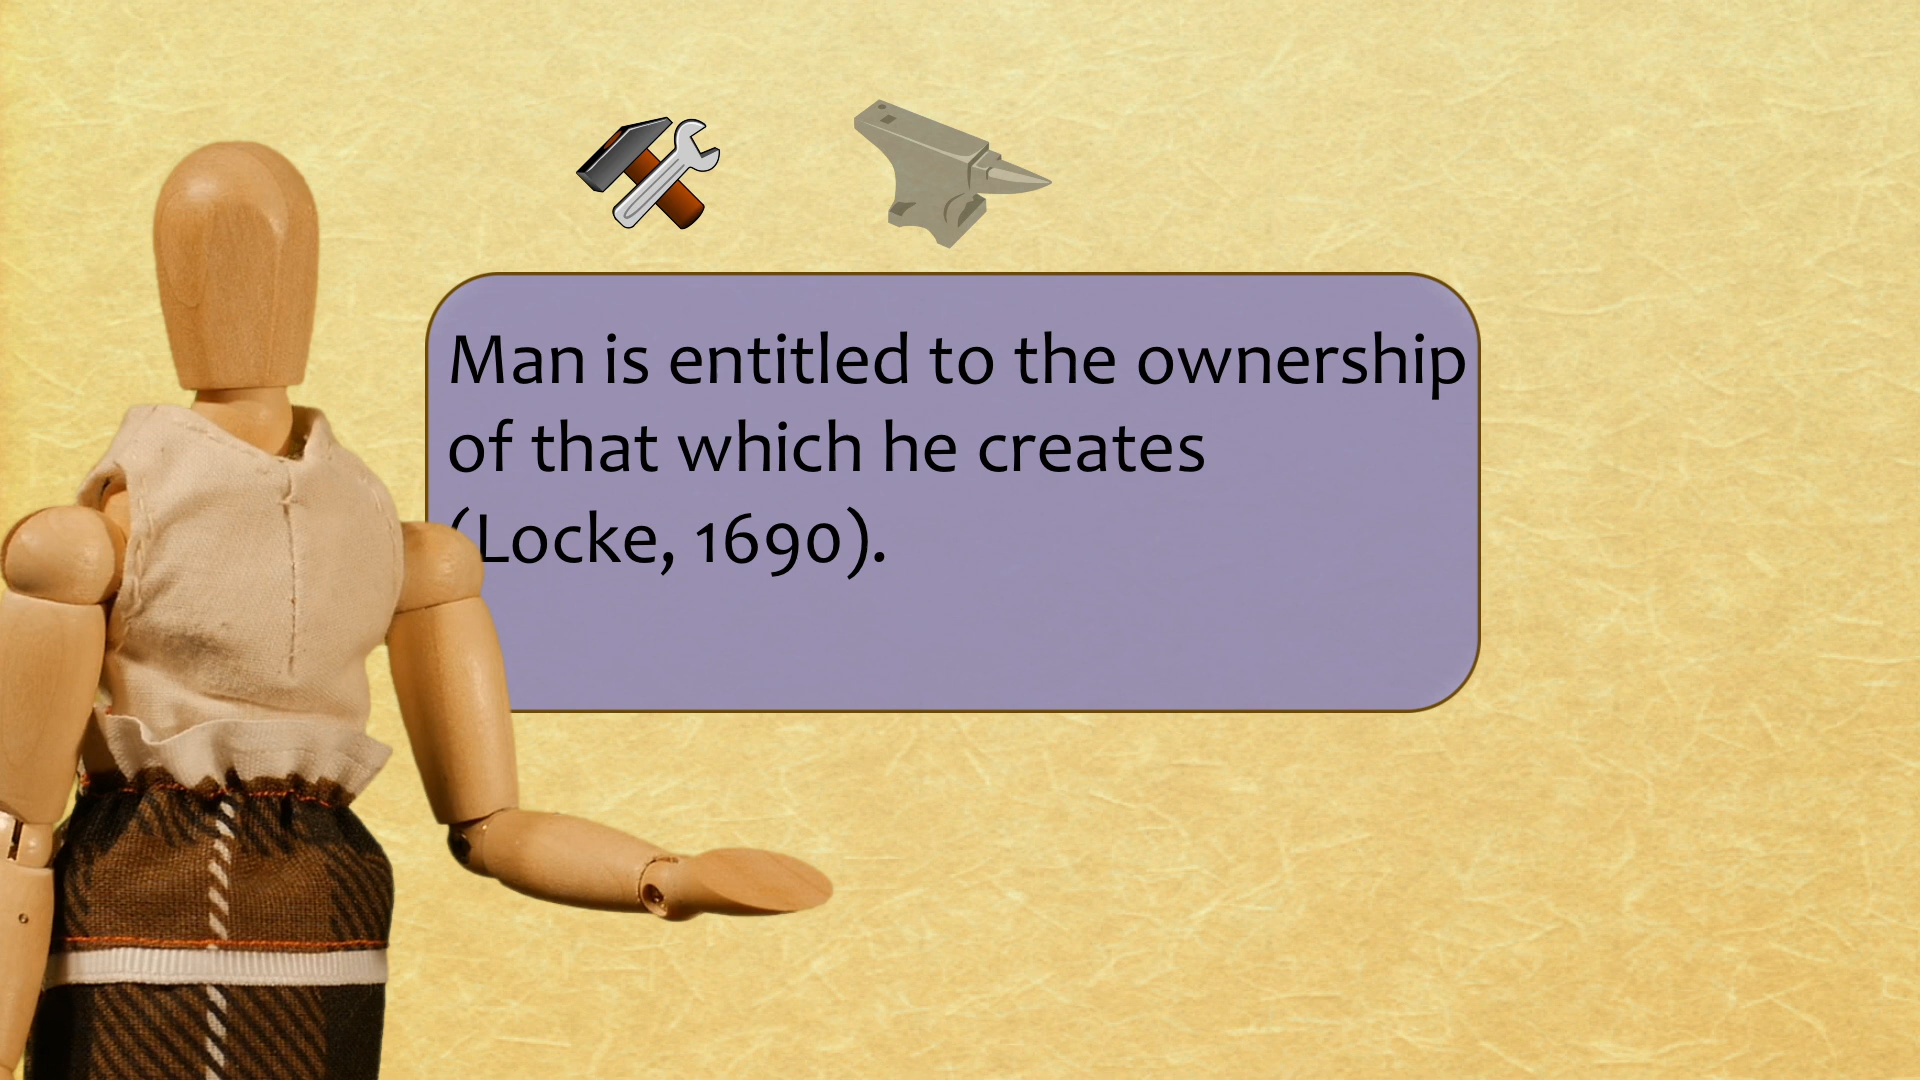 Man is entitled to the ownership
of that which he creates
(Locke, 1690).